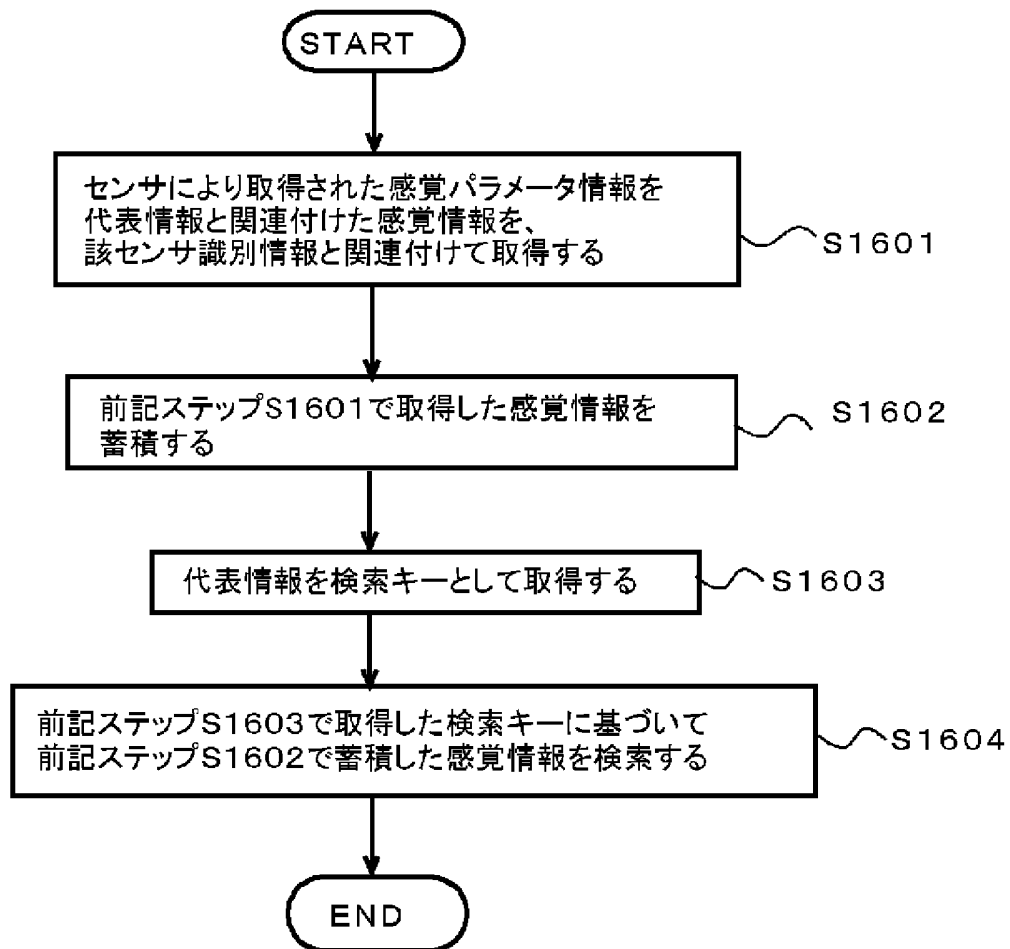 START
センサにより取得された感覚パラメータ情報を
代表情報と関連付けた感覚情報を、
該センサ識別情報と関連付けて取得する
S1601
前記ステップS1601で取得した感覚情報を
蓄積する
S1602
代表情報を検索キーとして取得する
S1603
前記ステップS1603で取得した検索キーに基づいて
前記ステップS1602で蓄積した感覚情報を検索する
S1604
END